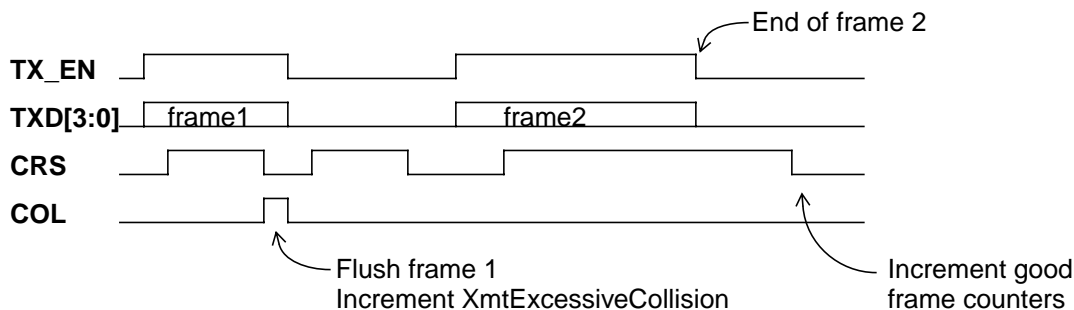 End of frame 2
TX_EN
TXD[3:0]
frame1
frame2
CRS
COL
Flush frame 1
Increment XmtExcessiveCollision
Increment good
frame counters